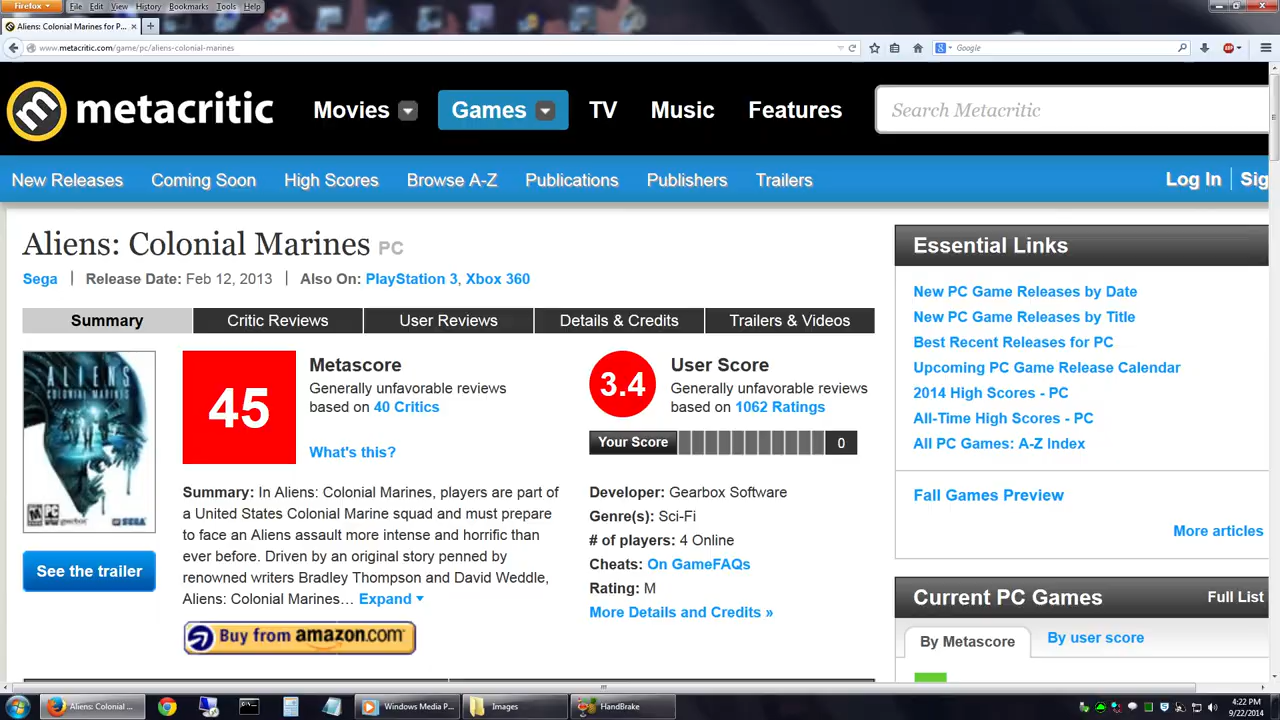 Firefox
File Edit View History Bookmarks Tools Help
Aliens: Colonial Marines for P...
www.metacritic.com/game/pc/aliens-colonial-marines
Google
metacritic
Movies Games TV Music Features
Search Metacritic
New Releases Coming Soon High Scores Browse A-Z Publications Publishers Trailers
Log In | Sig
Aliens: Colonial Marines PC
Sega | Release Date: Feb 12, 2013 | Also On: PlayStation 3, Xbox 360
Summary Critic Reviews User Reviews Details & Credits Trailers & Videos
ALIENS
COLONIAL MARINES
M
PC
gearbox
SEGA
See the trailer
45
Metascore
Generally unfavorable reviews
based on 40 Critics
What's this?
3.4
User Score
Generally unfavorable reviews
based on 1062 Ratings
Your Score 0
Summary: In Aliens: Colonial Marines, players are part of
a United States Colonial Marine squad and must prepare
to face an Aliens assault more intense and horrific than
ever before. Driven by an original story penned by
renowned writers Bradley Thompson and David Weddle,
Aliens: Colonial Marines… Expand
Buy from amazon.com
Developer: Gearbox Software
Genre(s): Sci-Fi
# of players: 4 Online
Cheats: On GameFAQs
Rating: M
More Details and Credits »
Essential Links
New PC Game Releases by Date
New PC Game Releases by Title
Best Recent Releases for PC
Upcoming PC Game Release Calendar
2014 High Scores - PC
All-Time High Scores - PC
All PC Games: A-Z Index
Fall Games Preview
More articles
Current PC Games Full List
By Metascore By user score
Aliens: Colonial ... Windows Media P... Images HandBrake
4:22 PM
9/22/2014